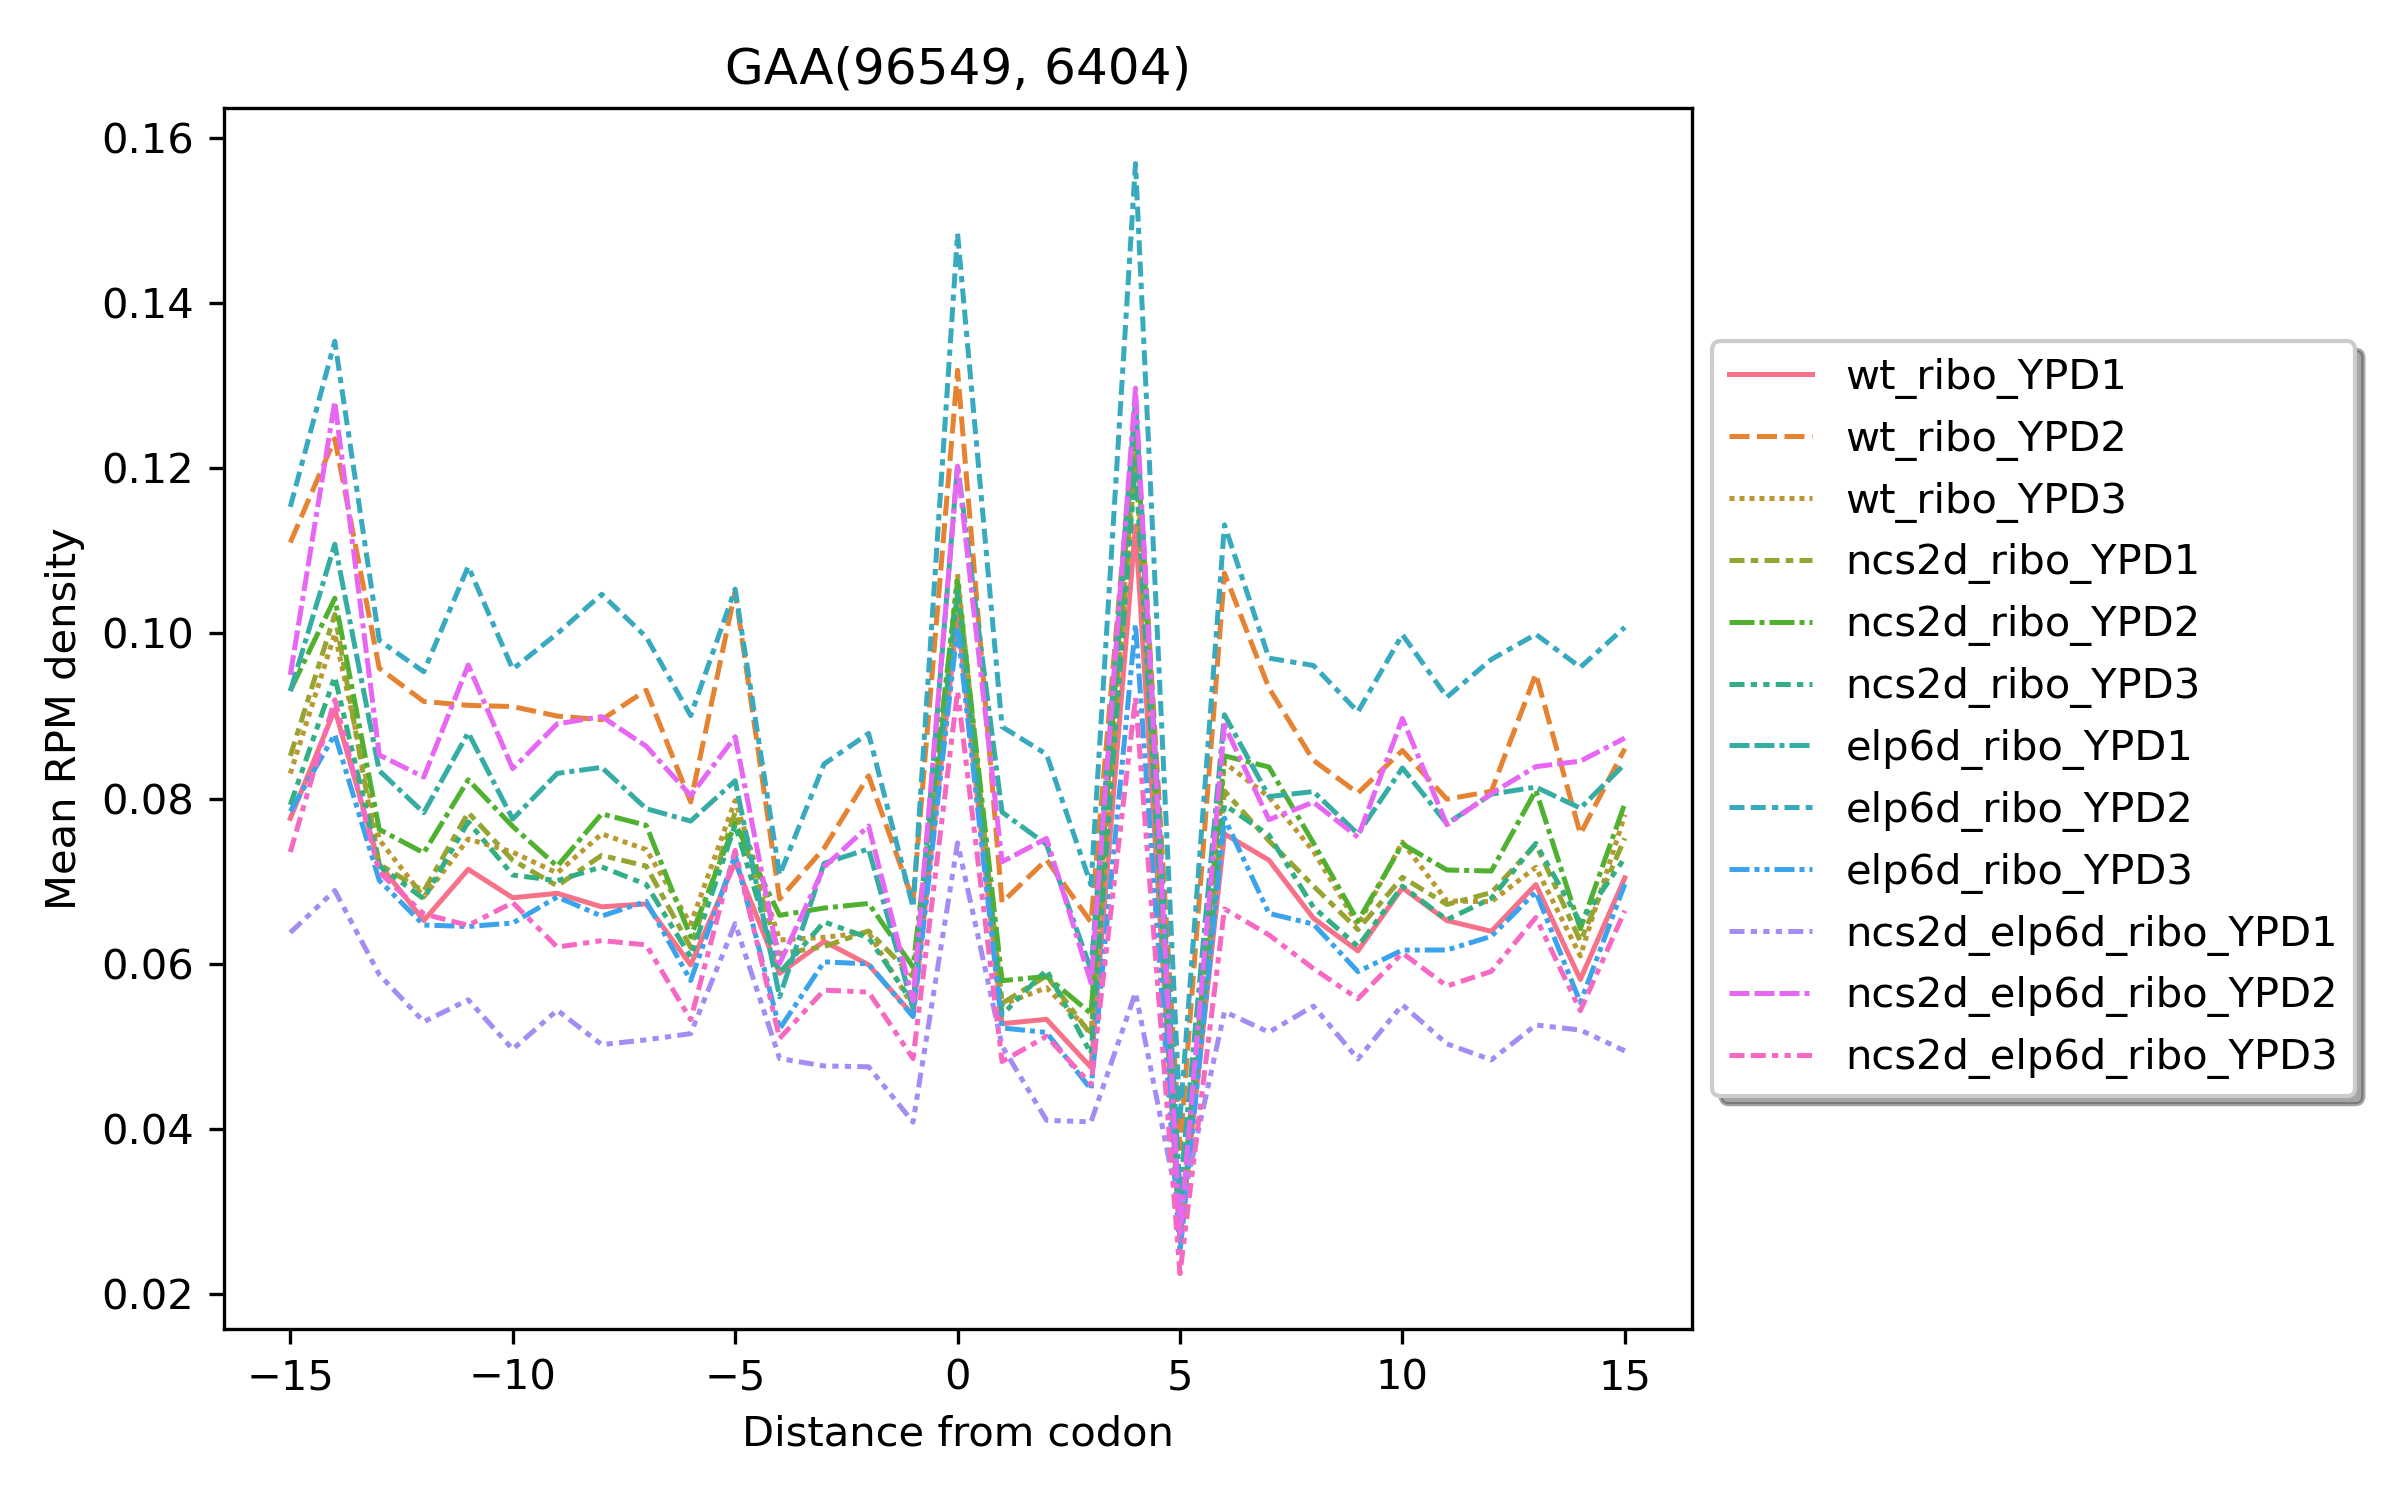 GAA(96549, 6404)
Mean RPM density
0.16
0.14
0.12
0.10
0.08
0.06
0.04
0.02
−15
−10
−5
0
5
10
15
Distance from codon
wt_ribo_YPD1
wt_ribo_YPD2
wt_ribo_YPD3
ncs2d_ribo_YPD1
ncs2d_ribo_YPD2
ncs2d_ribo_YPD3
elp6d_ribo_YPD1
elp6d_ribo_YPD2
elp6d_ribo_YPD3
ncs2d_elp6d_ribo_YPD1
ncs2d_elp6d_ribo_YPD2
ncs2d_elp6d_ribo_YPD3